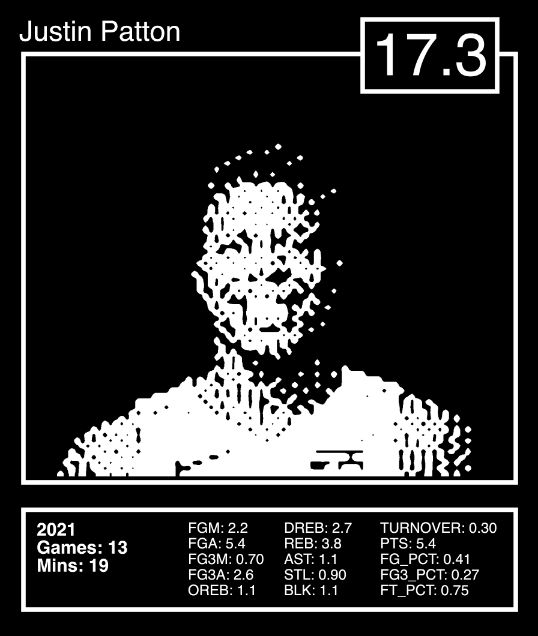 Justin Patton
17.3
2021
Games: 13
Mins: 19
FGM: 2.2
FGA: 5.4
FG3M: 0.70
FG3A: 2.6
OREB: 1.1
DREB: 2.7
REB: 3.8
AST: 1.1
STL: 0.90
BLK: 1.1
TURNOVER: 0.30
PTS: 5.4
FG_PCT: 0.41
FG3_PCT: 0.27
FT_PCT: 0.75